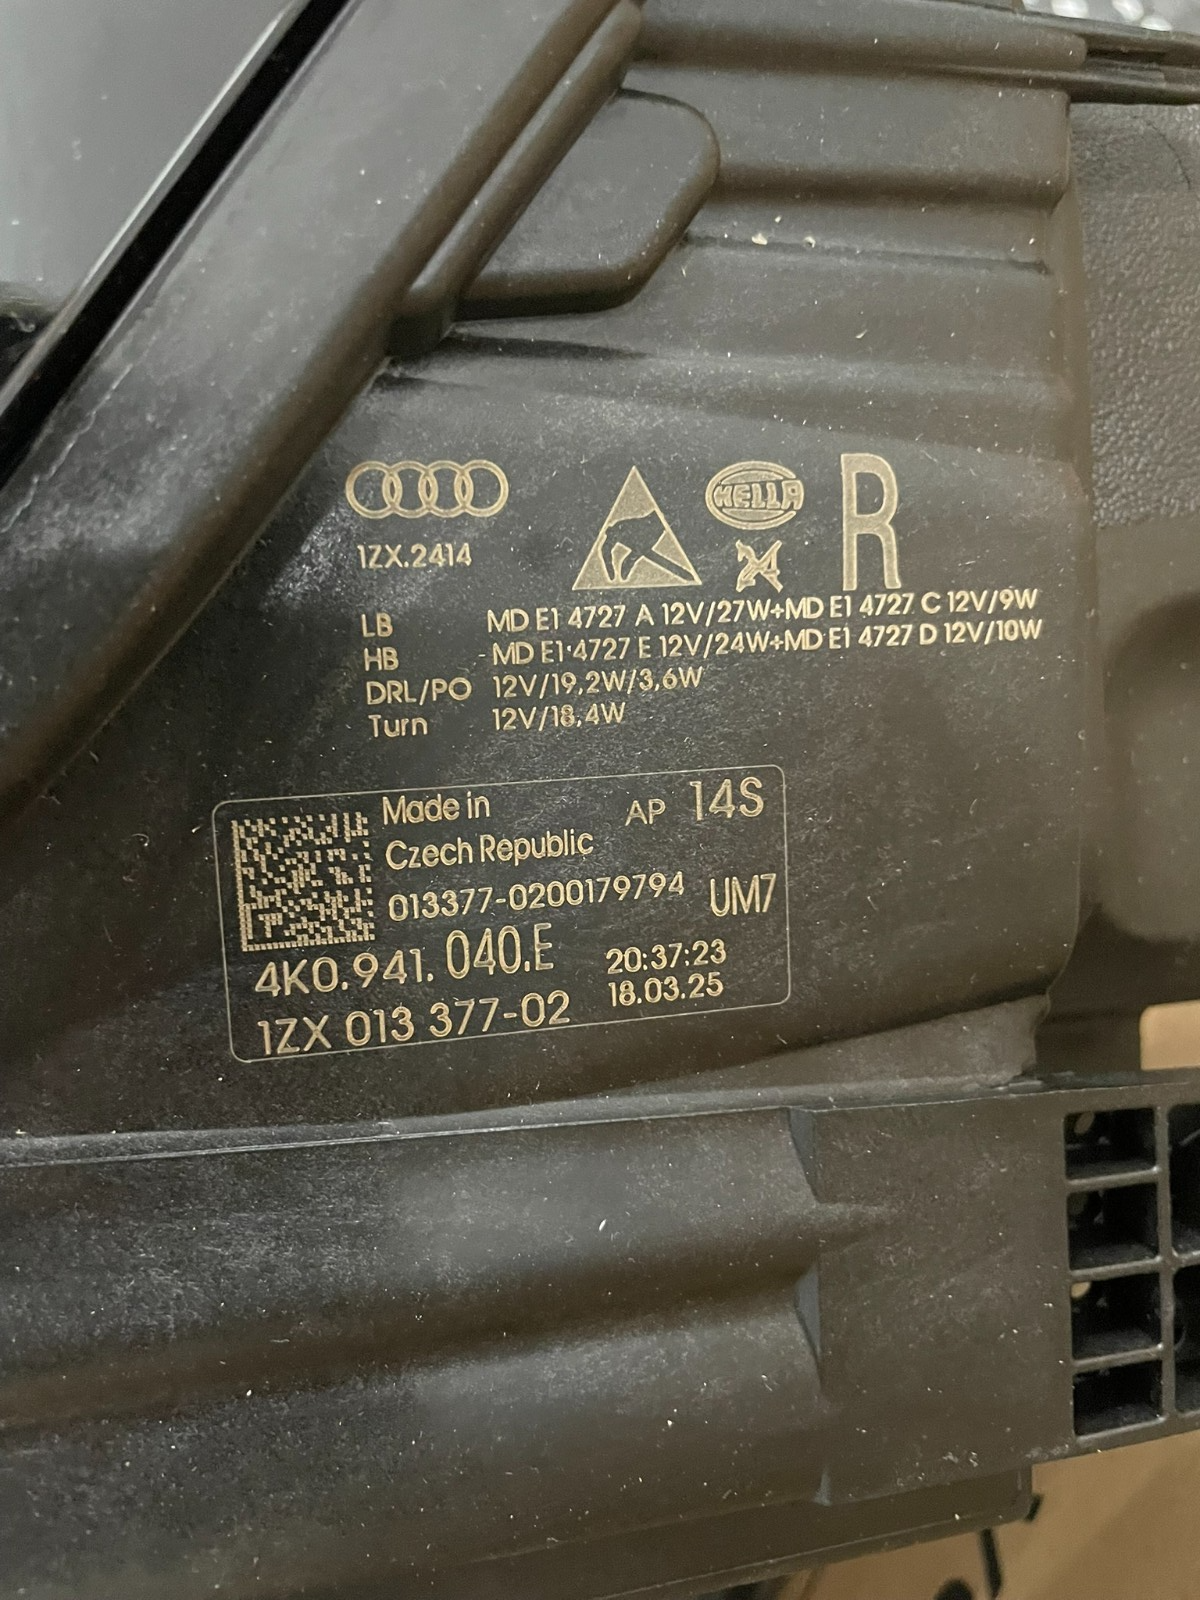 HELLA
R
1ZX.2414
24
LB MD E1 4727 A 12V/27W+MD E1 4727 C 12V/9W
HB MD E1 4727 E 12V/24W+MD E1 4727 D 12V/10W
DRL/PO 12V/19,2W/3,6W
Turn 12V/18,4W
Made in AP 14S
Czech Republic
013377-0200179794 UM7
4K0.941.040.E 20:37:23
1ZX 013 377-02 18.03.25